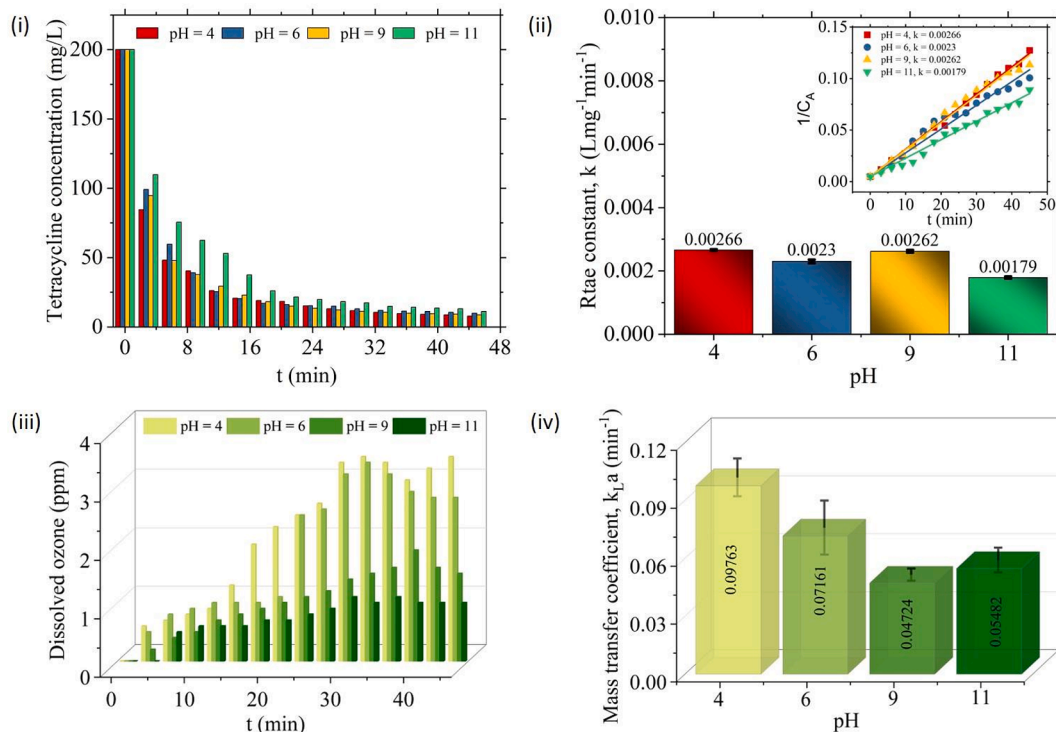 (i)
pH = 4 pH = 6 pH = 9 pH = 11
Tetracycline concentration (mg/L)
200
150
100
50
0
0 8 16 24 32 40 48
t (min)
(ii)
Rtae constant, k (Lmg⁻¹min⁻¹)
0.010
0.008
0.006
0.004
0.002
0.000
0.00266
0.0023
0.00262
0.00179
4 6 9 11
pH
pH = 4, k = 0.00266
pH = 6, k = 0.0023
pH = 9, k = 0.00262
pH = 11, k = 0.00179
1/C_A
0.15
0.10
0.05
0.00
0 10 20 30 40 50
t (min)
(iii)
pH = 4 pH = 6 pH = 9 pH = 11
Dissolved ozone (ppm)
4
3
2
1
0
0 10 20 30 40
t (min)
(iv)
Mass transfer coefficient, k_La (min⁻¹)
0.12
0.09
0.06
0.03
0.00
0.09763
0.07161
0.04724
0.05482
4 6 9 11
pH